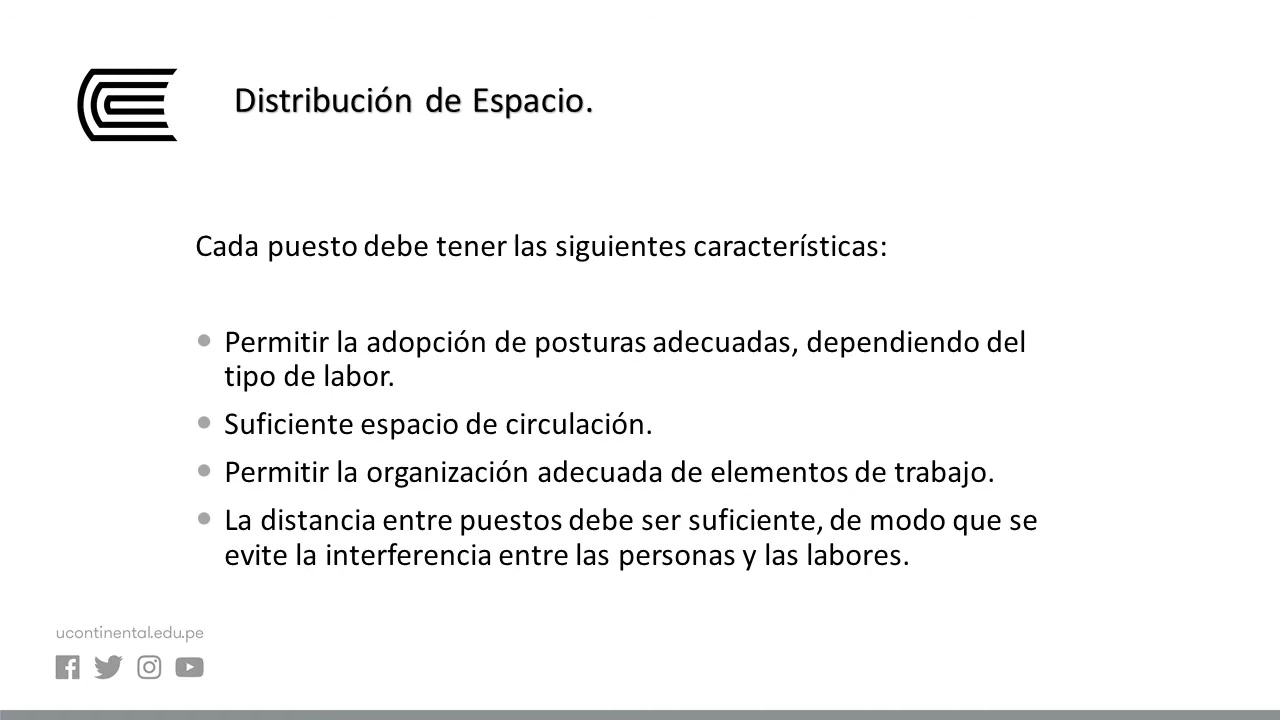 Distribución de Espacio.
Cada puesto debe tener las siguientes características:
Permitir la adopción de posturas adecuadas, dependiendo del
tipo de labor.
Suficiente espacio de circulación.
Permitir la organización adecuada de elementos de trabajo.
La distancia entre puestos debe ser suficiente, de modo que se
evite la interferencia entre las personas y las labores.
ucontinental.edu.pe